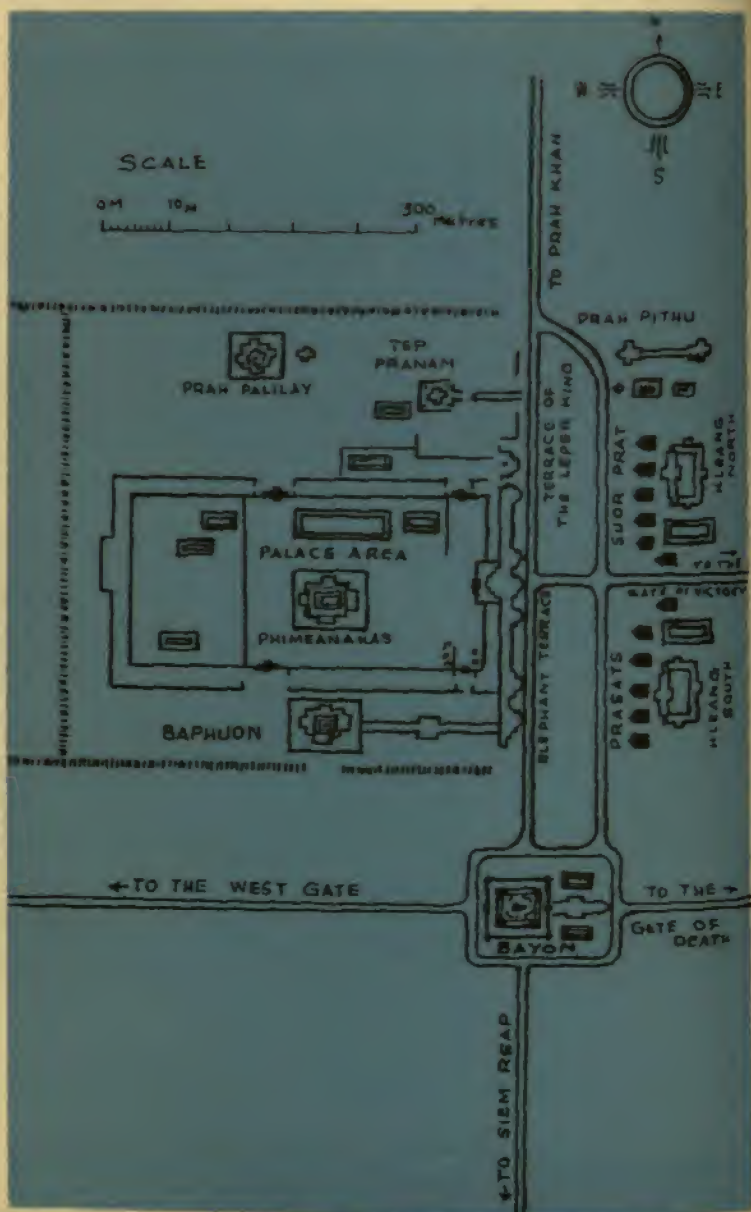 N
W
E
S
SCALE
0M 10M 300 METRES
TO PRAH KHAN
PRAH PITHU
TEP
PRANAM
PRAH PALILAY
TERRACE OF
THE LEPER KING
SUOR PRAT
KLEANG
NORTH
PALACE AREA
TO THE
GATE OF VICTORY
PHIMEANAKAS
ELEPHANT TERRACE
PRASATS
KLEANG
SOUTH
BAPHUON
←TO THE WEST GATE
TO THE →
GATE OF
DEATH
BAYON
←TO SIEM REAP